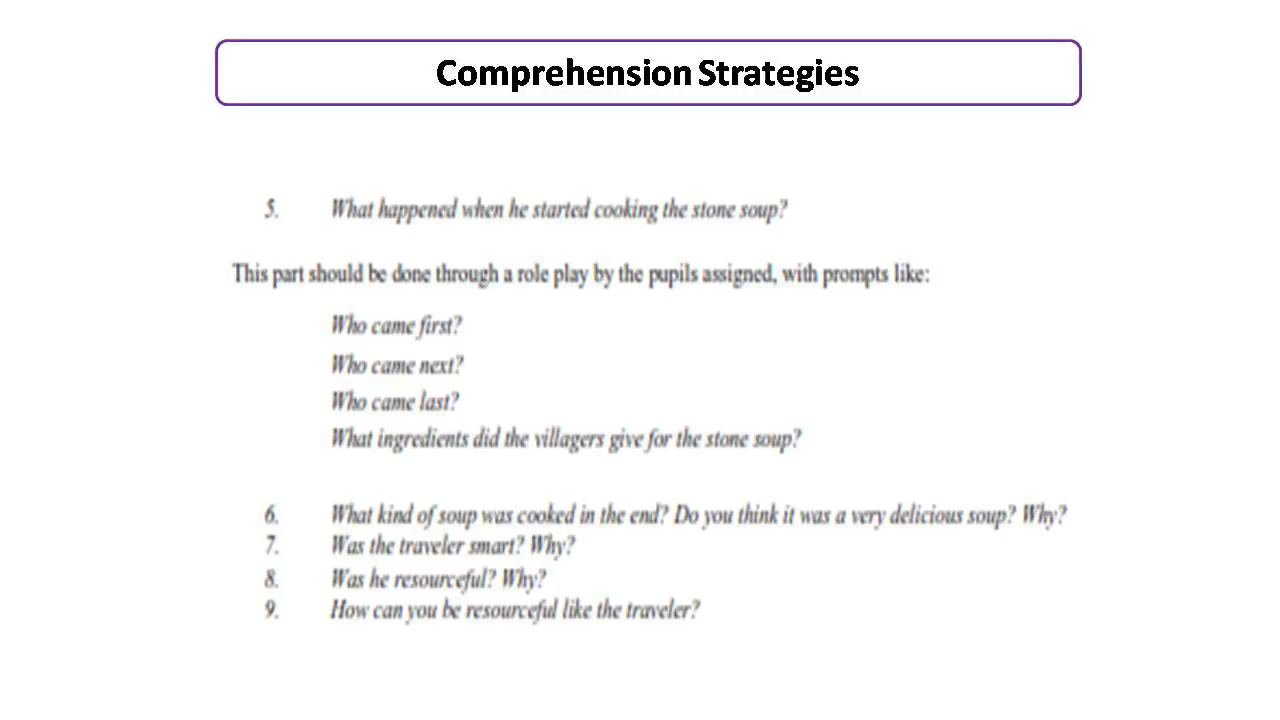 Comprehension Strategies
5. What happened when he started cooking the stone soup?
This part should be done through a role play by the pupils assigned, with prompts like:
Who came first?
Who came next?
Who came last?
What ingredients did the villagers give for the stone soup?
6. What kind of soup was cooked in the end? Do you think it was a very delicious soup? Why?
7. Was the traveler smart? Why?
8. Was he resourceful? Why?
9. How can you be resourceful like the traveler?